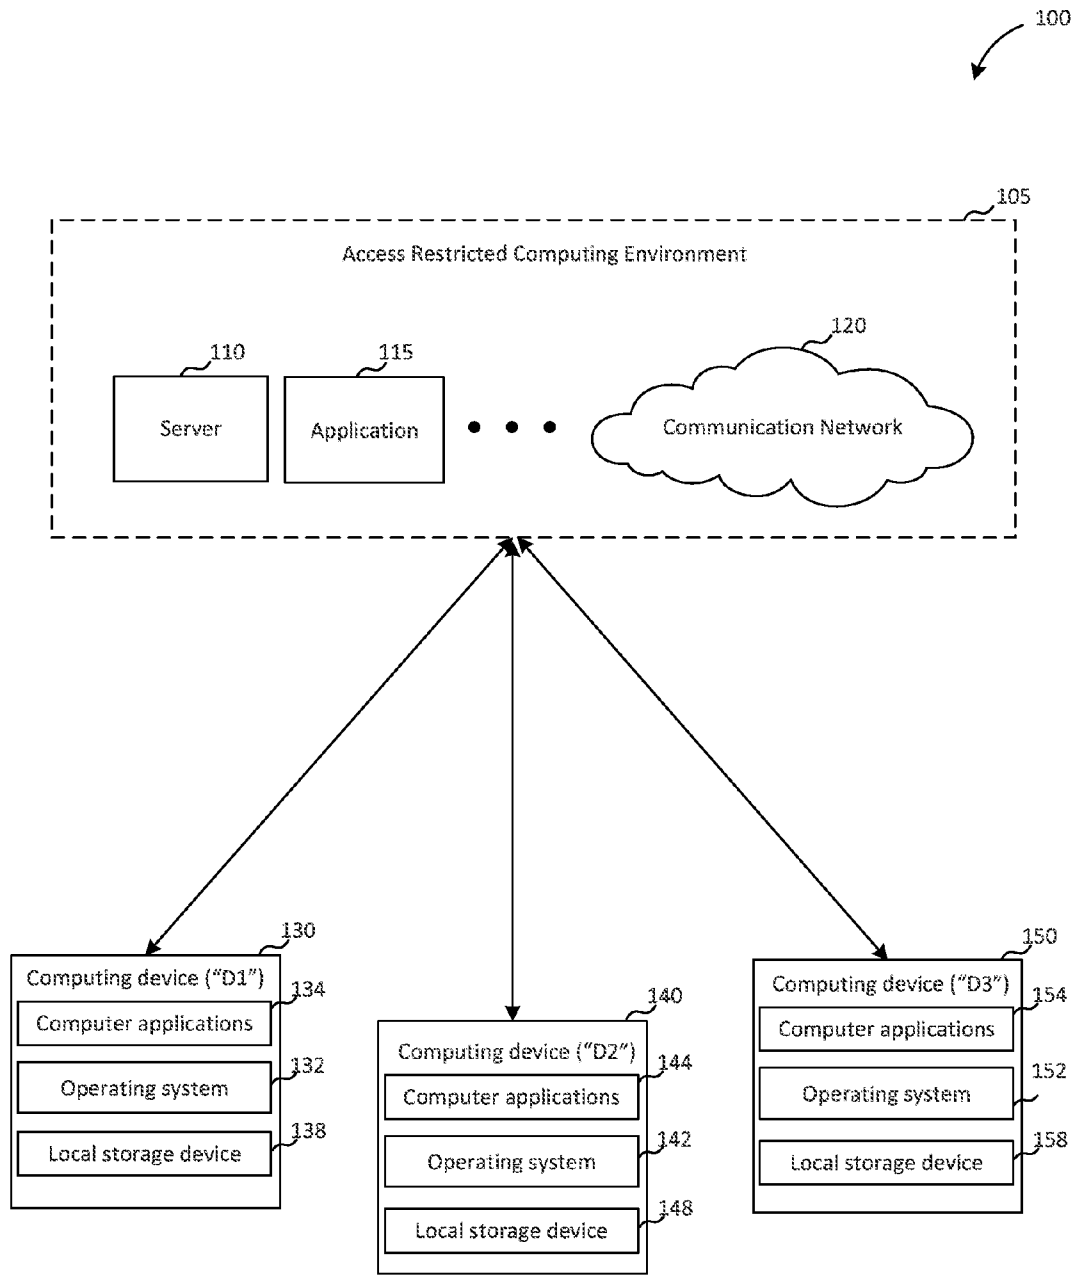 100
105
Access Restricted Computing Environment
110
115
120
Server
Application
Communication Network
130
Computing device (“D1”)
134
Computer applications
132
Operating system
138
Local storage device
140
Computing device (“D2”)
144
Computer applications
142
Operating system
148
Local storage device
150
Computing device (“D3”)
154
Computer applications
152
Operating system
158
Local storage device